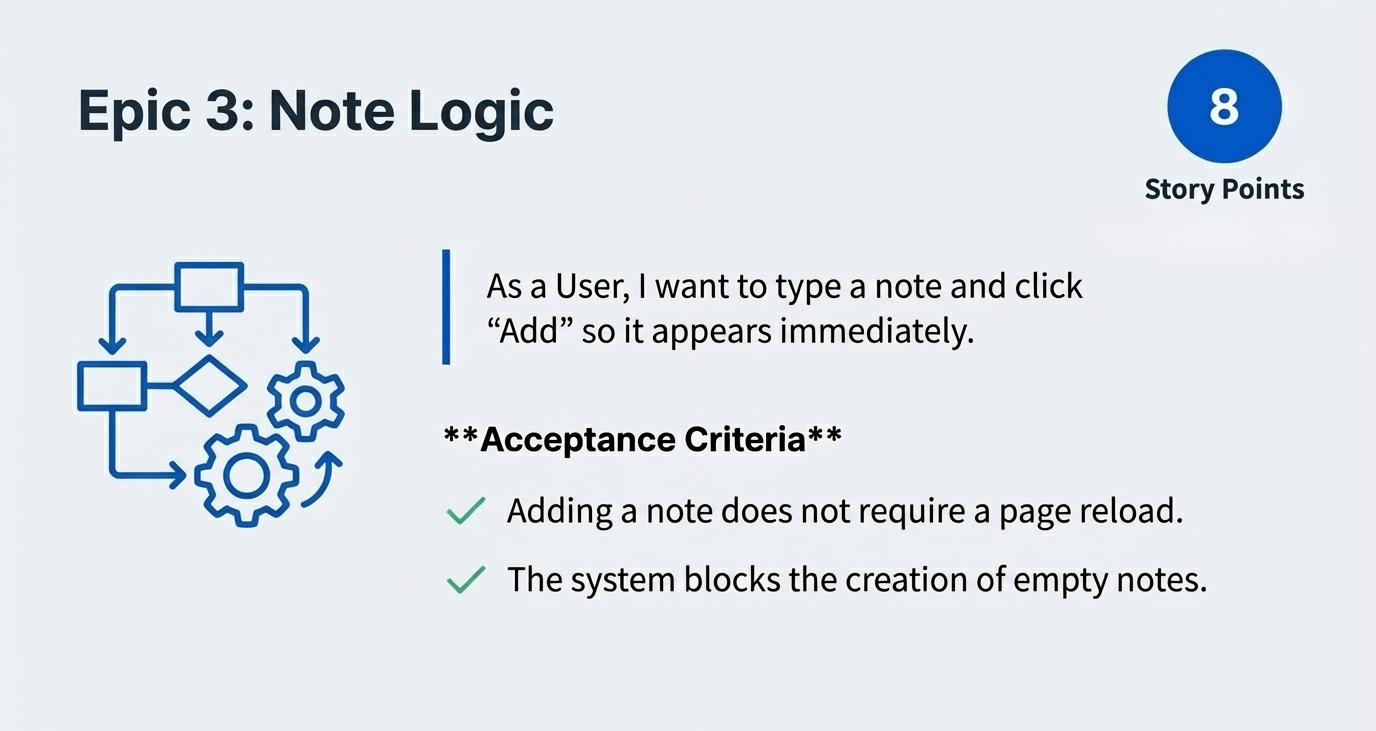 Epic 3: Note Logic
8
Story Points
As a User, I want to type a note and click
“Add” so it appears immediately.
**Acceptance Criteria**
Adding a note does not require a page reload.
The system blocks the creation of empty notes.